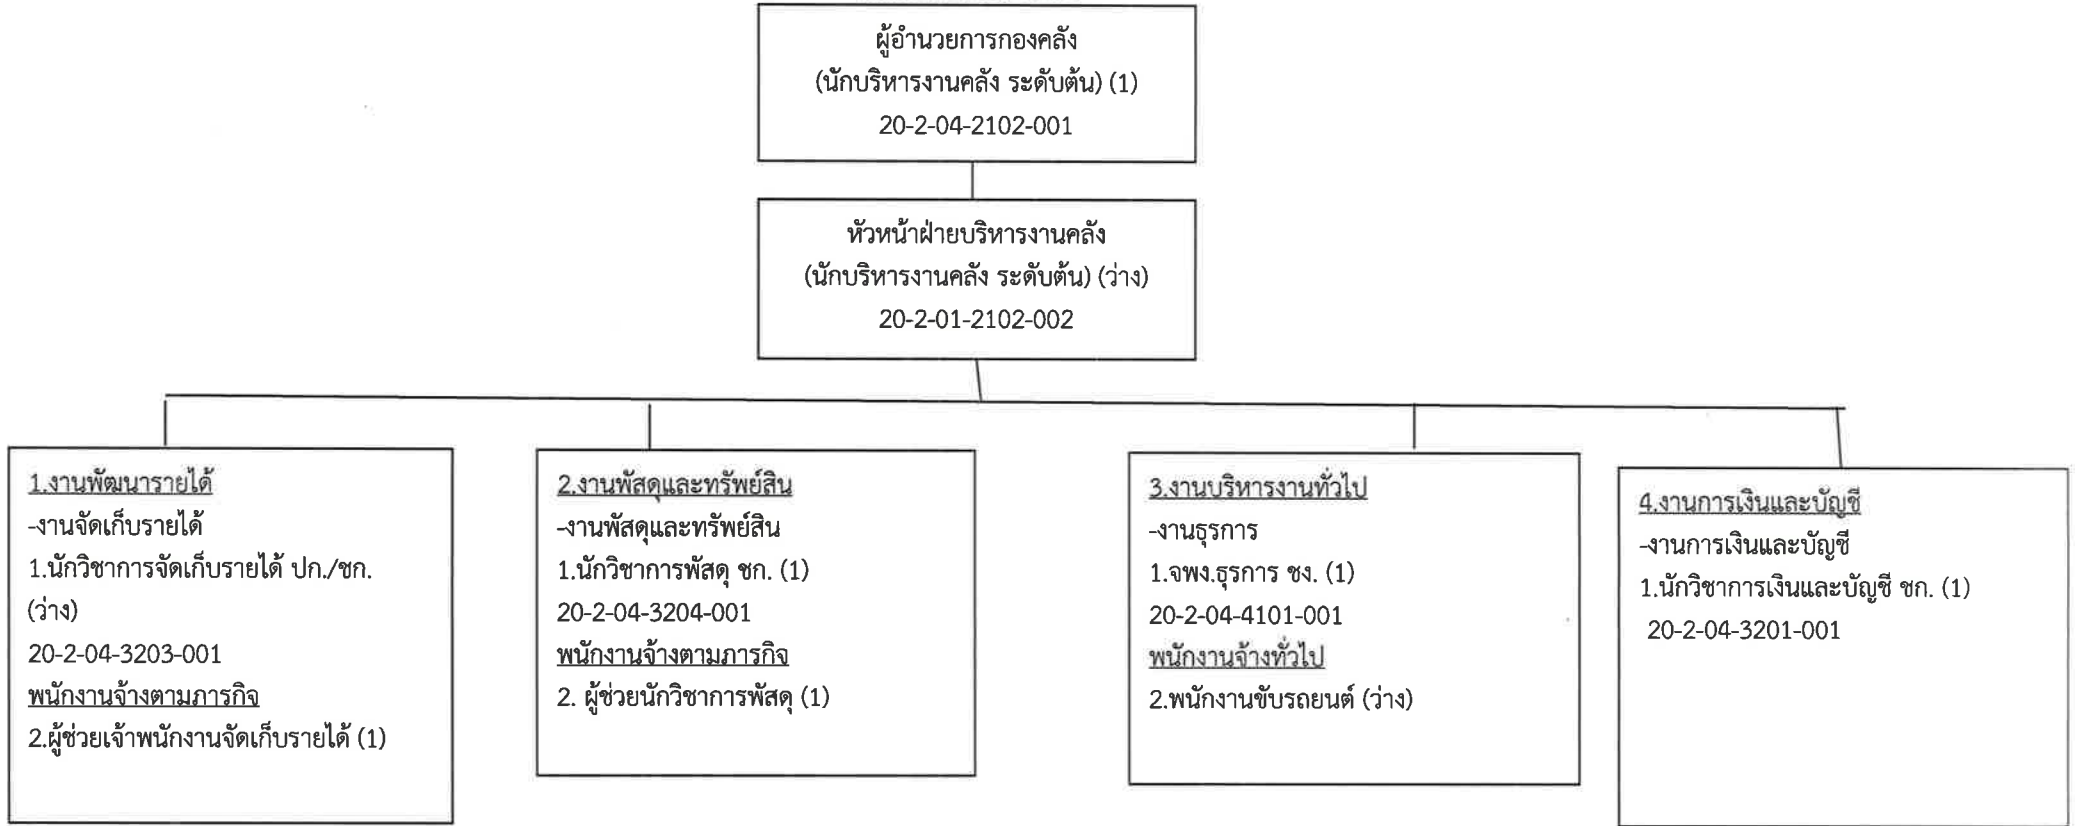 ผู้อำนวยการกองคลัง
(นักบริหารงานคลัง ระดับต้น) (1)
20-2-04-2102-001
หัวหน้าฝ่ายบริหารงานคลัง
(นักบริหารงานคลัง ระดับต้น) (ว่าง)
20-2-01-2102-002
1.งานพัฒนารายได้
-งานจัดเก็บรายได้
1.นักวิชาการจัดเก็บรายได้ ปก./ชก.
(ว่าง)
20-2-04-3203-001
พนักงานจ้างตามภารกิจ
2.ผู้ช่วยเจ้าพนักงานจัดเก็บรายได้ (1)
2.งานพัสดุและทรัพย์สิน
-งานพัสดุและทรัพย์สิน
1.นักวิชาการพัสดุ ชก. (1)
20-2-04-3204-001
พนักงานจ้างตามภารกิจ
2. ผู้ช่วยนักวิชาการพัสดุ (1)
3.งานบริหารงานทั่วไป
-งานธุรการ
1.จพง.ธุรการ ชง. (1)
20-2-04-4101-001
พนักงานจ้างทั่วไป
2.พนักงานขับรถยนต์ (ว่าง)
4.งานการเงินและบัญชี
-งานการเงินและบัญชี
1.นักวิชาการเงินและบัญชี ชก. (1)
20-2-04-3201-001